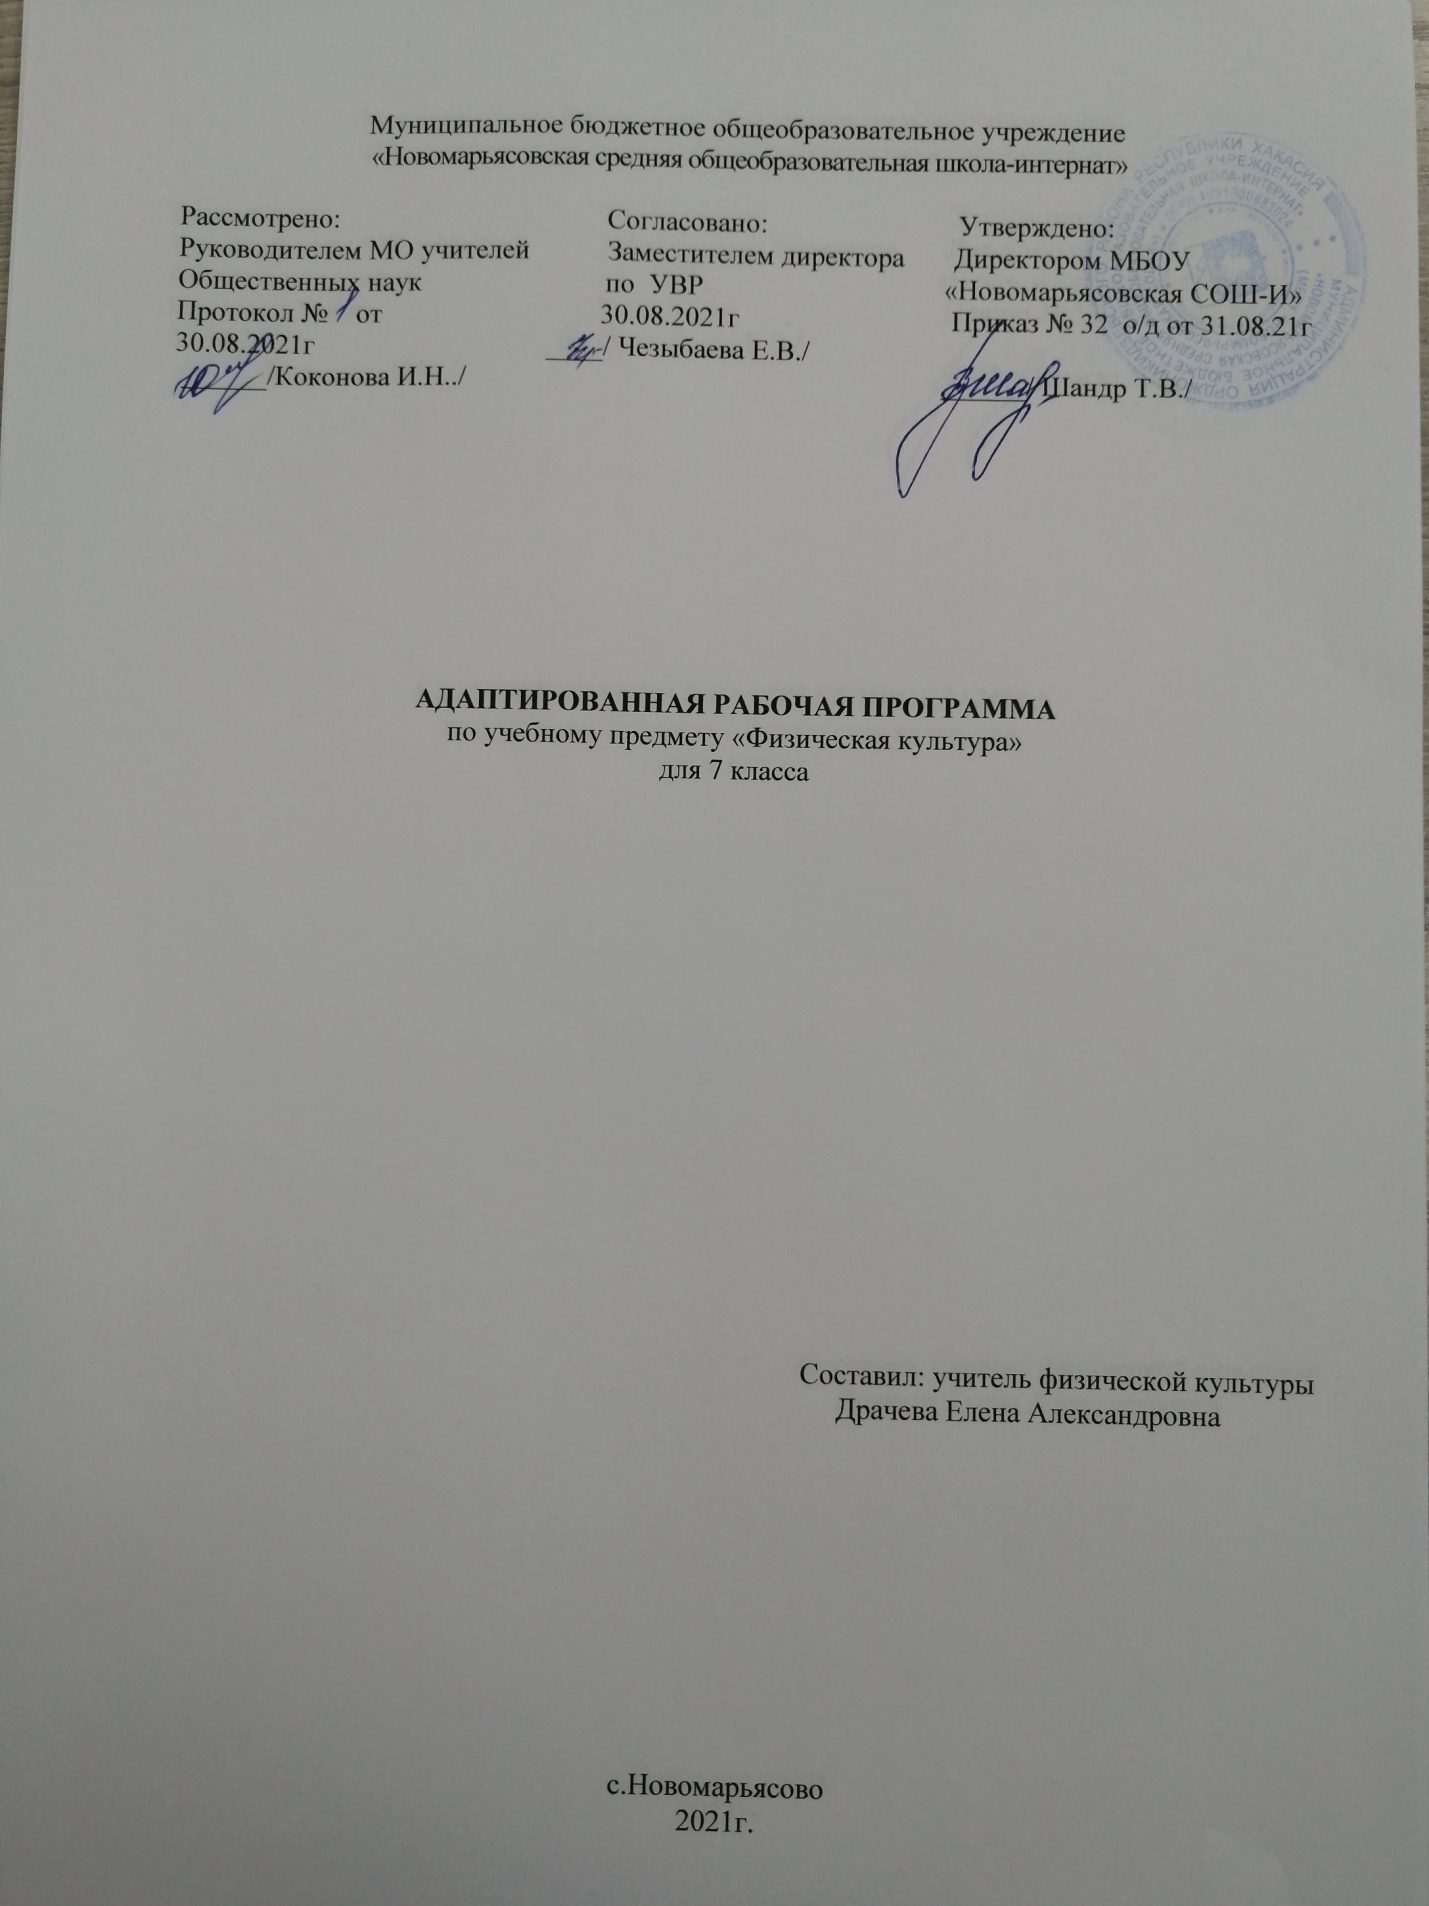 Муниципальное бюджетное общеобразовательное учреждение
«Новомарьясовская средняя общеобразовательная школа-интернат»
Рассмотрено:
Руководителем МО учителей
Общественных наук
Протокол № 1 от
30.08.2021г
/Коконова И.Н../
Согласовано:
Заместителем директора
по УВР
30.08.2021г
/ Чезыбаева Е.В./
Утверждено:
Директором МБОУ
«Новомарьясовская СОШ-И»
Приказ № 32 о/д от 31.08.21г
/Шандр Т.В./
РЕСПУБЛИКИ ХАКАСИЯ
АДМИНИСТРАЦИЯ
АДАПТИРОВАННАЯ РАБОЧАЯ ПРОГРАММА
по учебному предмету «Физическая культура»
для 7 класса
Составил: учитель физической культуры
Драчева Елена Александровна
с.Новомарьясово
2021г.